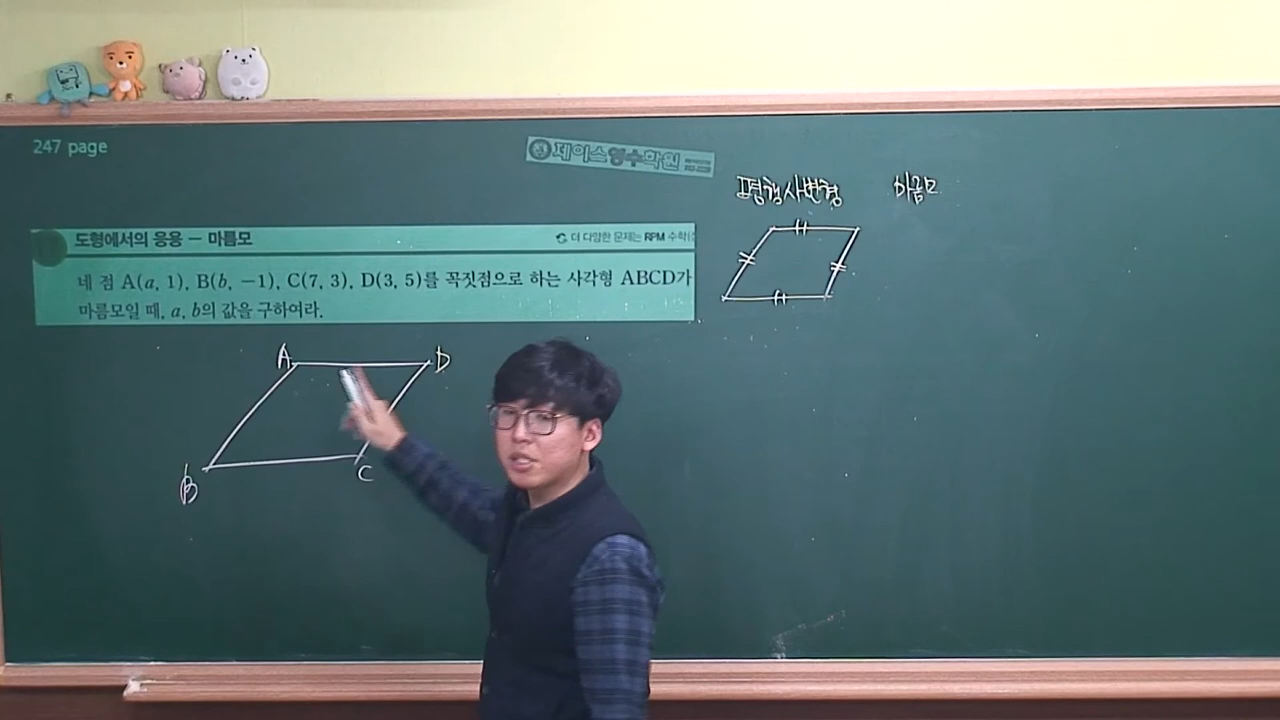 247 page
제이스영수학원
평행사변형 마름모
도형에서의 응용 - 마름모
더 다양한 문제는 RPM 수학
네 점 A(a, 1), B(b, −1), C(7, 3), D(3, 5)를 꼭짓점으로 하는 사각형 ABCD가
마름모일 때, a, b의 값을 구하여라.
A D
B C